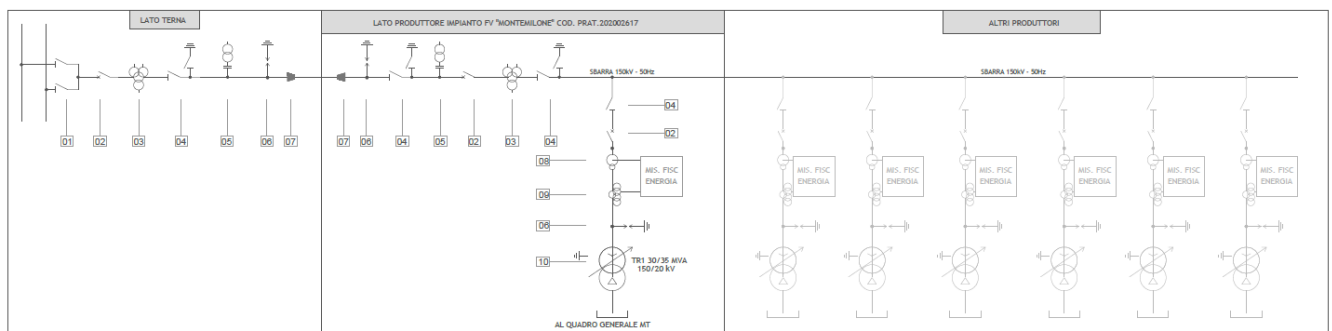 LATO TERNA
LATO PRODUTTORE IMPIANTO FV "MONTEMILONE" COD. PRAT.202002617
ALTRI PRODUTTORI
SBARRA 150kV - 50Hz
SBARRA 150kV - 50Hz
04
02
01
02
03
04
05
06
07
07
06
04
05
02
03
04
08
MIS. FISC
ENERGIA
MIS. FISC
ENERGIA
MIS. FISC
ENERGIA
MIS. FISC
ENERGIA
MIS. FISC
ENERGIA
MIS. FISC
ENERGIA
MIS. FISC
ENERGIA
09
06
10
TR1 30/35 MVA
150/20 kV
AL QUADRO GENERALE MT